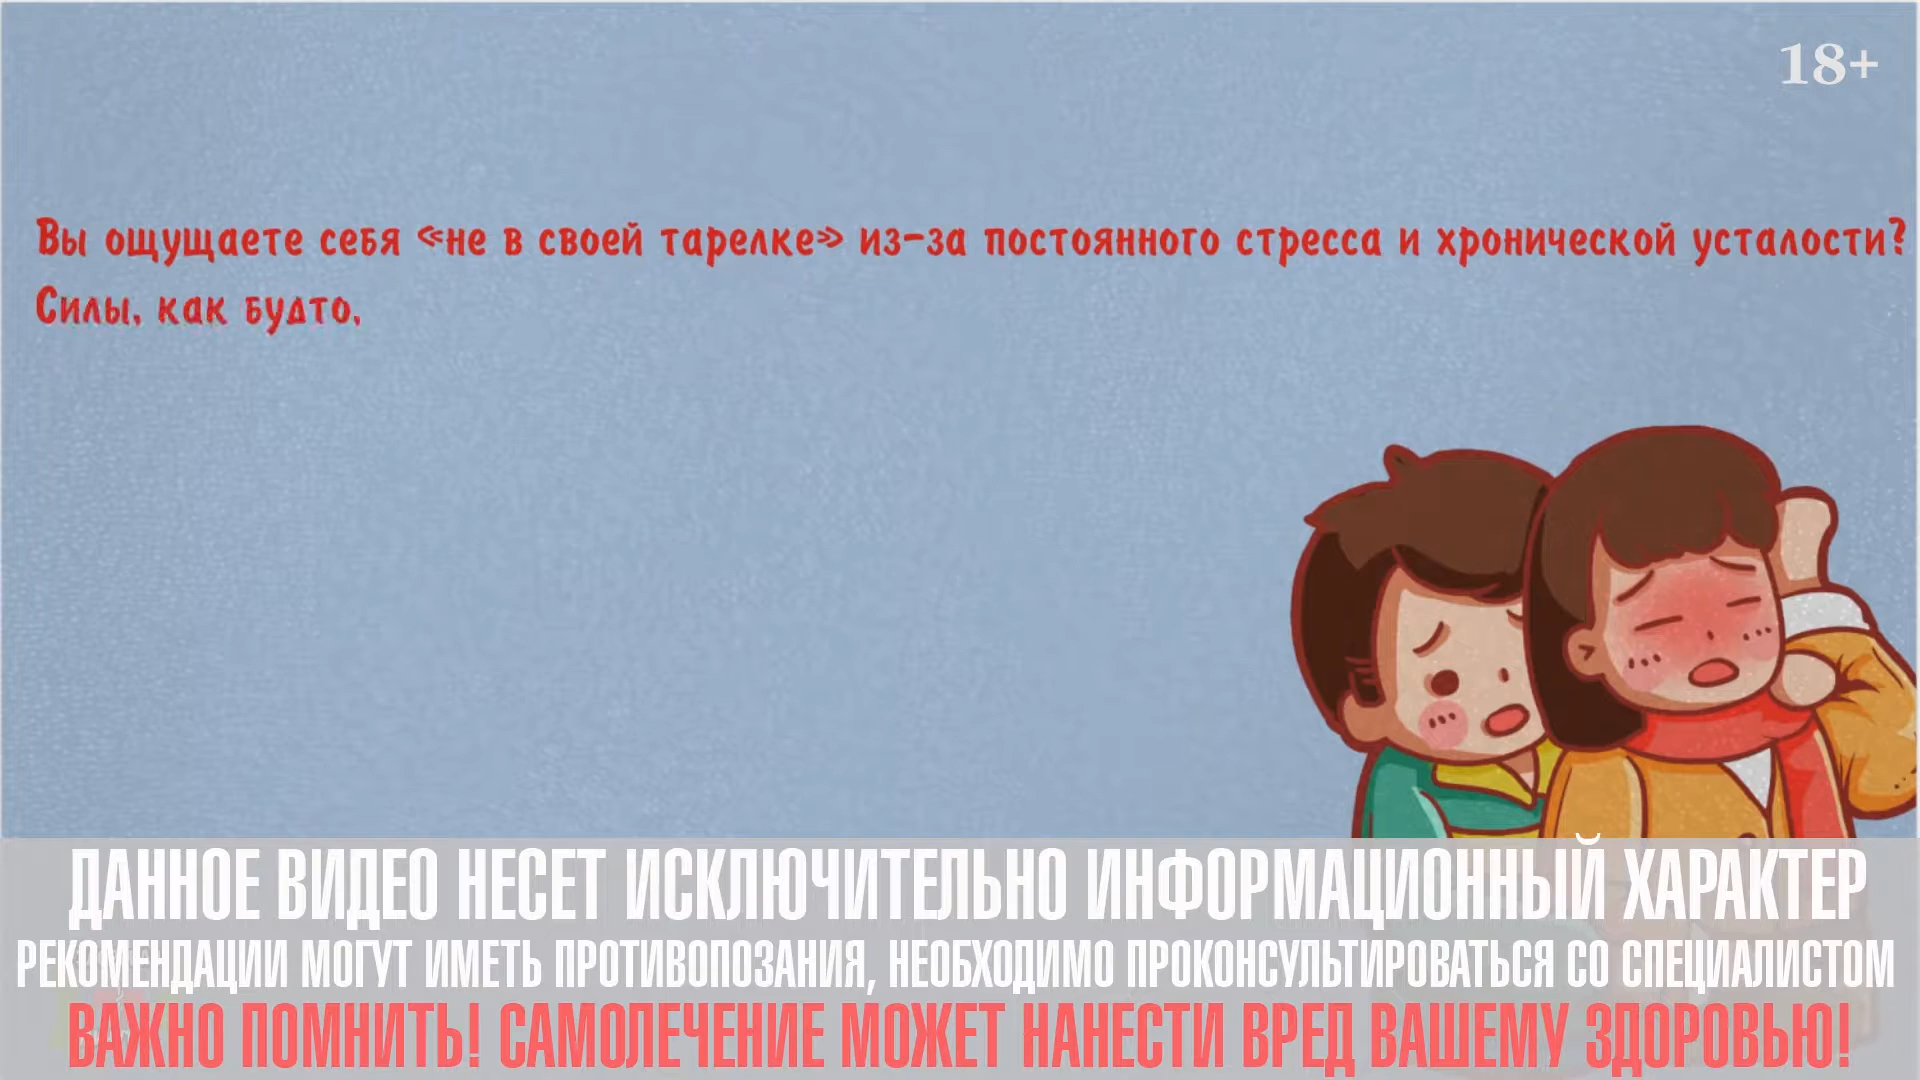 18+
Вы ощущаете себя «не в своей тарелке» из-за постоянного стресса и хронической усталости?
Силы, как будто,
ДАННОЕ ВИДЕО НЕСЕТ ИСКЛЮЧИТЕЛЬНО ИНФОРМАЦИОННЫЙ ХАРАКТЕР
РЕКОМЕНДАЦИИ МОГУТ ИМЕТЬ ПРОТИВОПОЗАНИЯ, НЕОБХОДИМО ПРОКОНСУЛЬТИРОВАТЬСЯ СО СПЕЦИАЛИСТОМ
ВАЖНО ПОМНИТЬ! САМОЛЕЧЕНИЕ МОЖЕТ НАНЕСТИ ВРЕД ВАШЕМУ ЗДОРОВЬЮ!